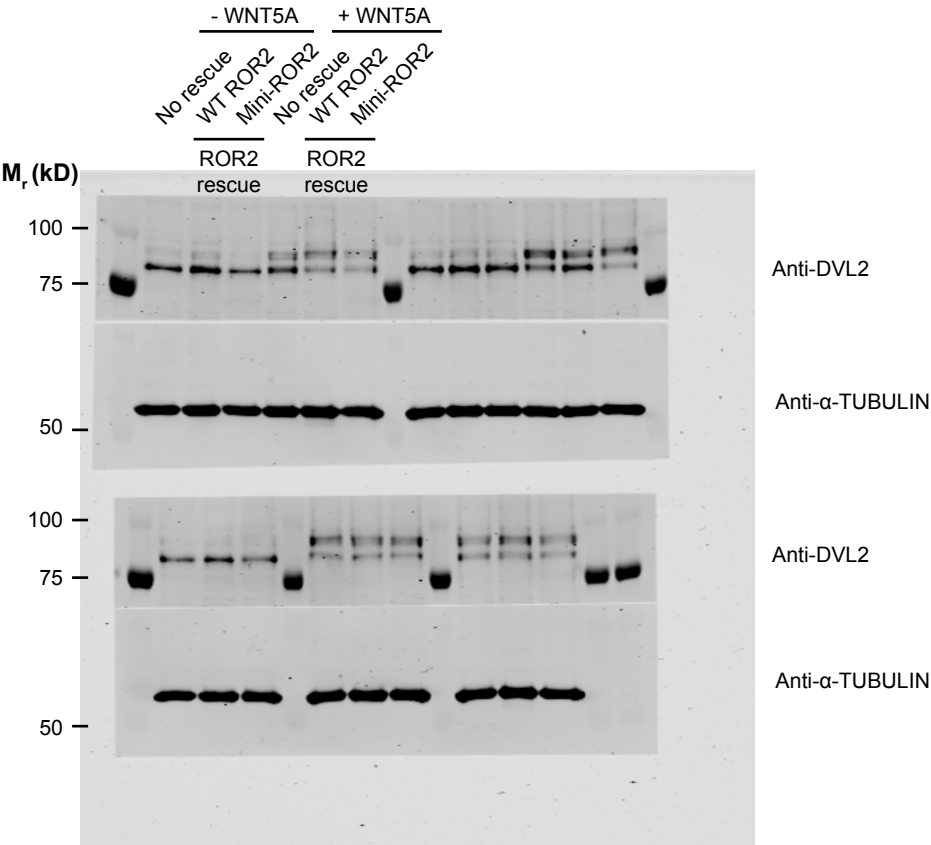 - WNT5A + WNT5A
No rescue WT ROR2 Mini-ROR2 No rescue WT ROR2 Mini-ROR2
ROR2 ROR2
rescue rescue
Mr (kD)
100
75
Anti-DVL2
50
Anti-α-TUBULIN
100
75
Anti-DVL2
Anti-α-TUBULIN
50